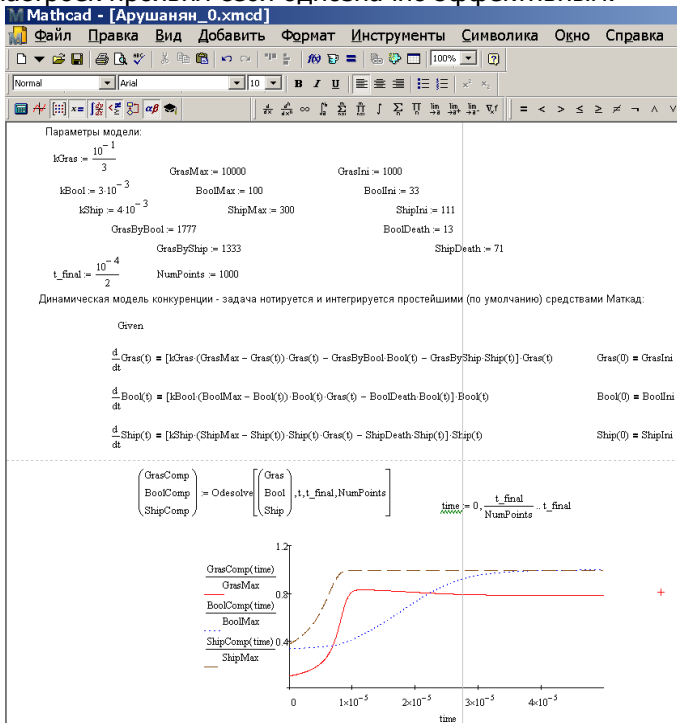 Mathcad - [Арушанян_0.xmcd]
Файл Правка Вид Добавить Формат Инструменты Символика Окно Справка
100%
Normal Arial 10 B I U
Параметры модели:
kGras := 10^-1 / 3 GrasMax := 10000 GrasIni := 1000
kBool := 3·10^-3 BoolMax := 100 BoolIni := 33
kShip := 4·10^-3 ShipMax := 300 ShipIni := 111
GrasByBool := 1777 BoolDeath := 13
GrasByShip := 1333 ShipDeath := 71
t_final := 10^-4 / 2 NumPoints := 1000
Динамическая модель конкуренции - задача нотируется и интегрируется простейшими (по умолчанию) средствами Маткад:
Given
d/dt Gras(t) = [kGras·(GrasMax - Gras(t))·Gras(t) - GrasByBool·Bool(t) - GrasByShip·Ship(t)]·Gras(t) Gras(0) = GrasIni
d/dt Bool(t) = [kBool·(BoolMax - Bool(t))·Bool(t)·Gras(t) - BoolDeath·Bool(t)]·Bool(t) Bool(0) = BoolIni
d/dt Ship(t) = [kShip·(ShipMax - Ship(t))·Ship(t)·Gras(t) - ShipDeath·Ship(t)]·Ship(t) Ship(0) = ShipIni
(GrasComp BoolComp ShipComp) := Odesolve[(Gras Bool Ship),t,t_final,NumPoints] time := 0, t_final / NumPoints .. t_final
GrasComp(time)
GrasMax
BoolComp(time)
BoolMax
ShipComp(time)
ShipMax
1.2
0.8
0.4
0 1×10^-5 2×10^-5 3×10^-5 4×10^-5
time